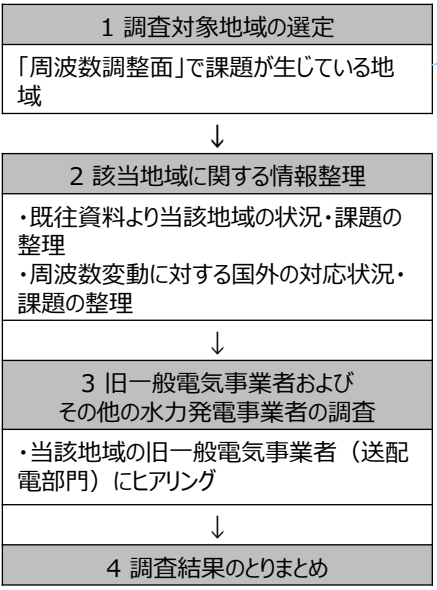 1 調査対象地域の選定
「周波数調整面」で課題が生じている地
域
↓
2 該当地域に関する情報整理
・既往資料より当該地域の状況・課題の
整理
・周波数変動に対する国外の対応状況・
課題の整理
↓
3 旧一般電気事業者および
その他の水力発電事業者の調査
・当該地域の旧一般電気事業者（送配
電部門）にヒアリング
↓
4 調査結果のとりまとめ